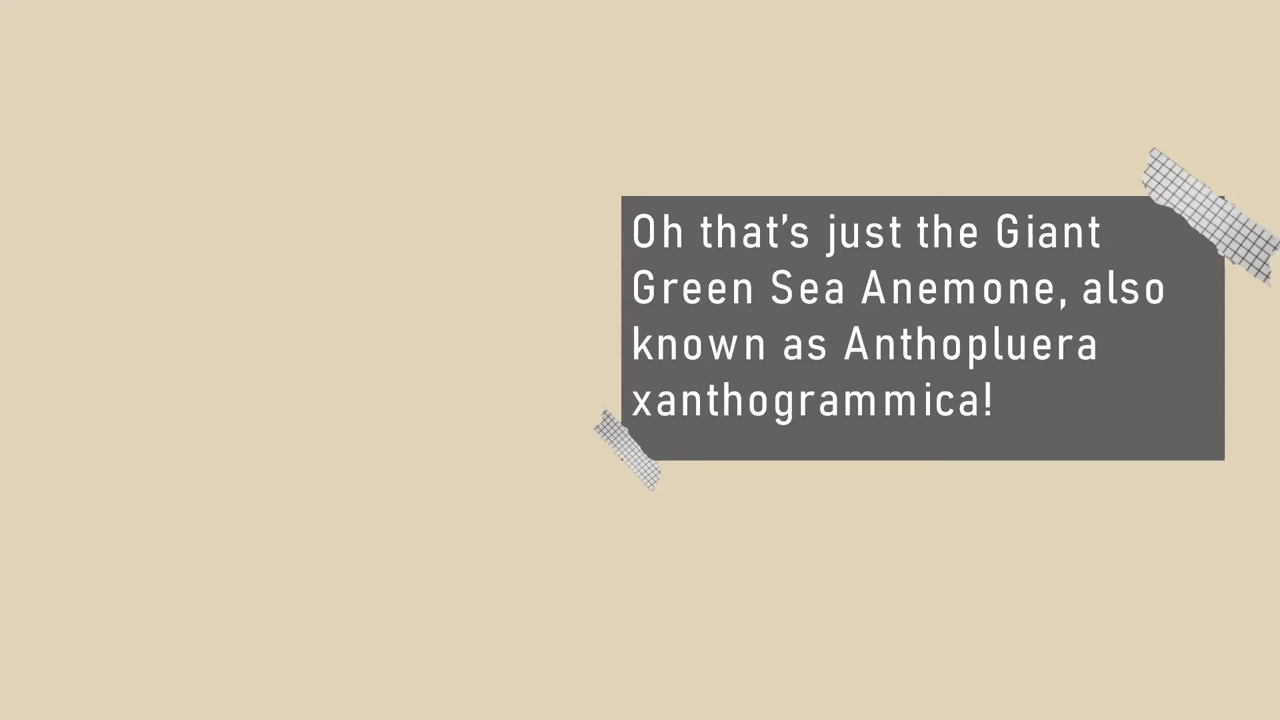 Oh that's just the Giant
Green Sea Anemone, also
known as Anthopluera
xanthogrammica!